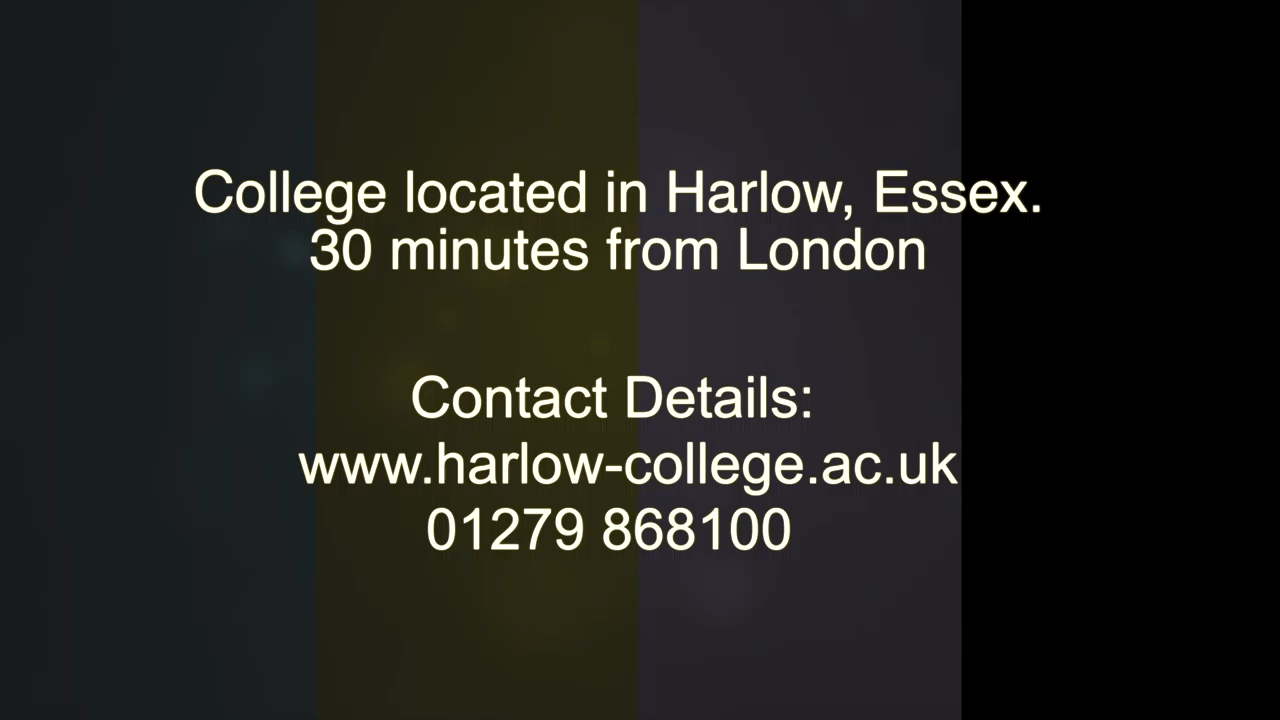 College located in Harlow, Essex.
30 minutes from London
Contact Details:
www.harlow-college.ac.uk
01279 868100